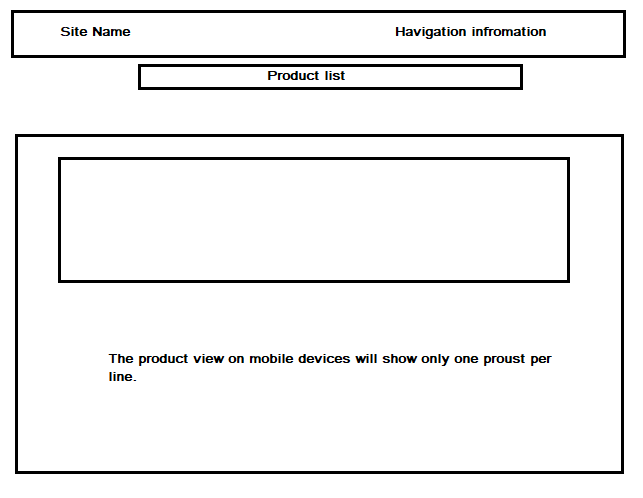 Site Name Havigation infromation
Product list
The product view on mobile devices will show only one proust per
line.